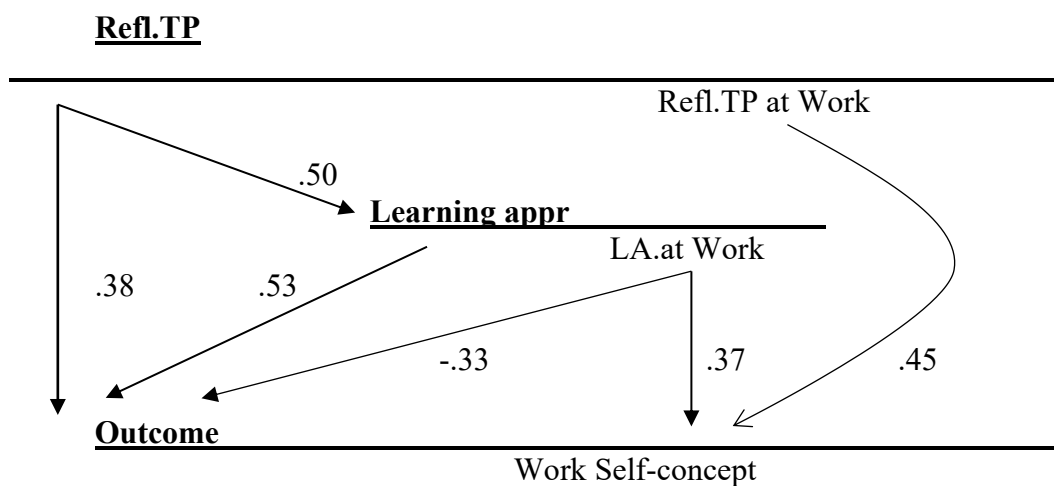 Refl.TP
Refl.TP at Work
.50
Learning appr
LA.at Work
.38
.53
-.33
.37
.45
Outcome
Work Self-concept